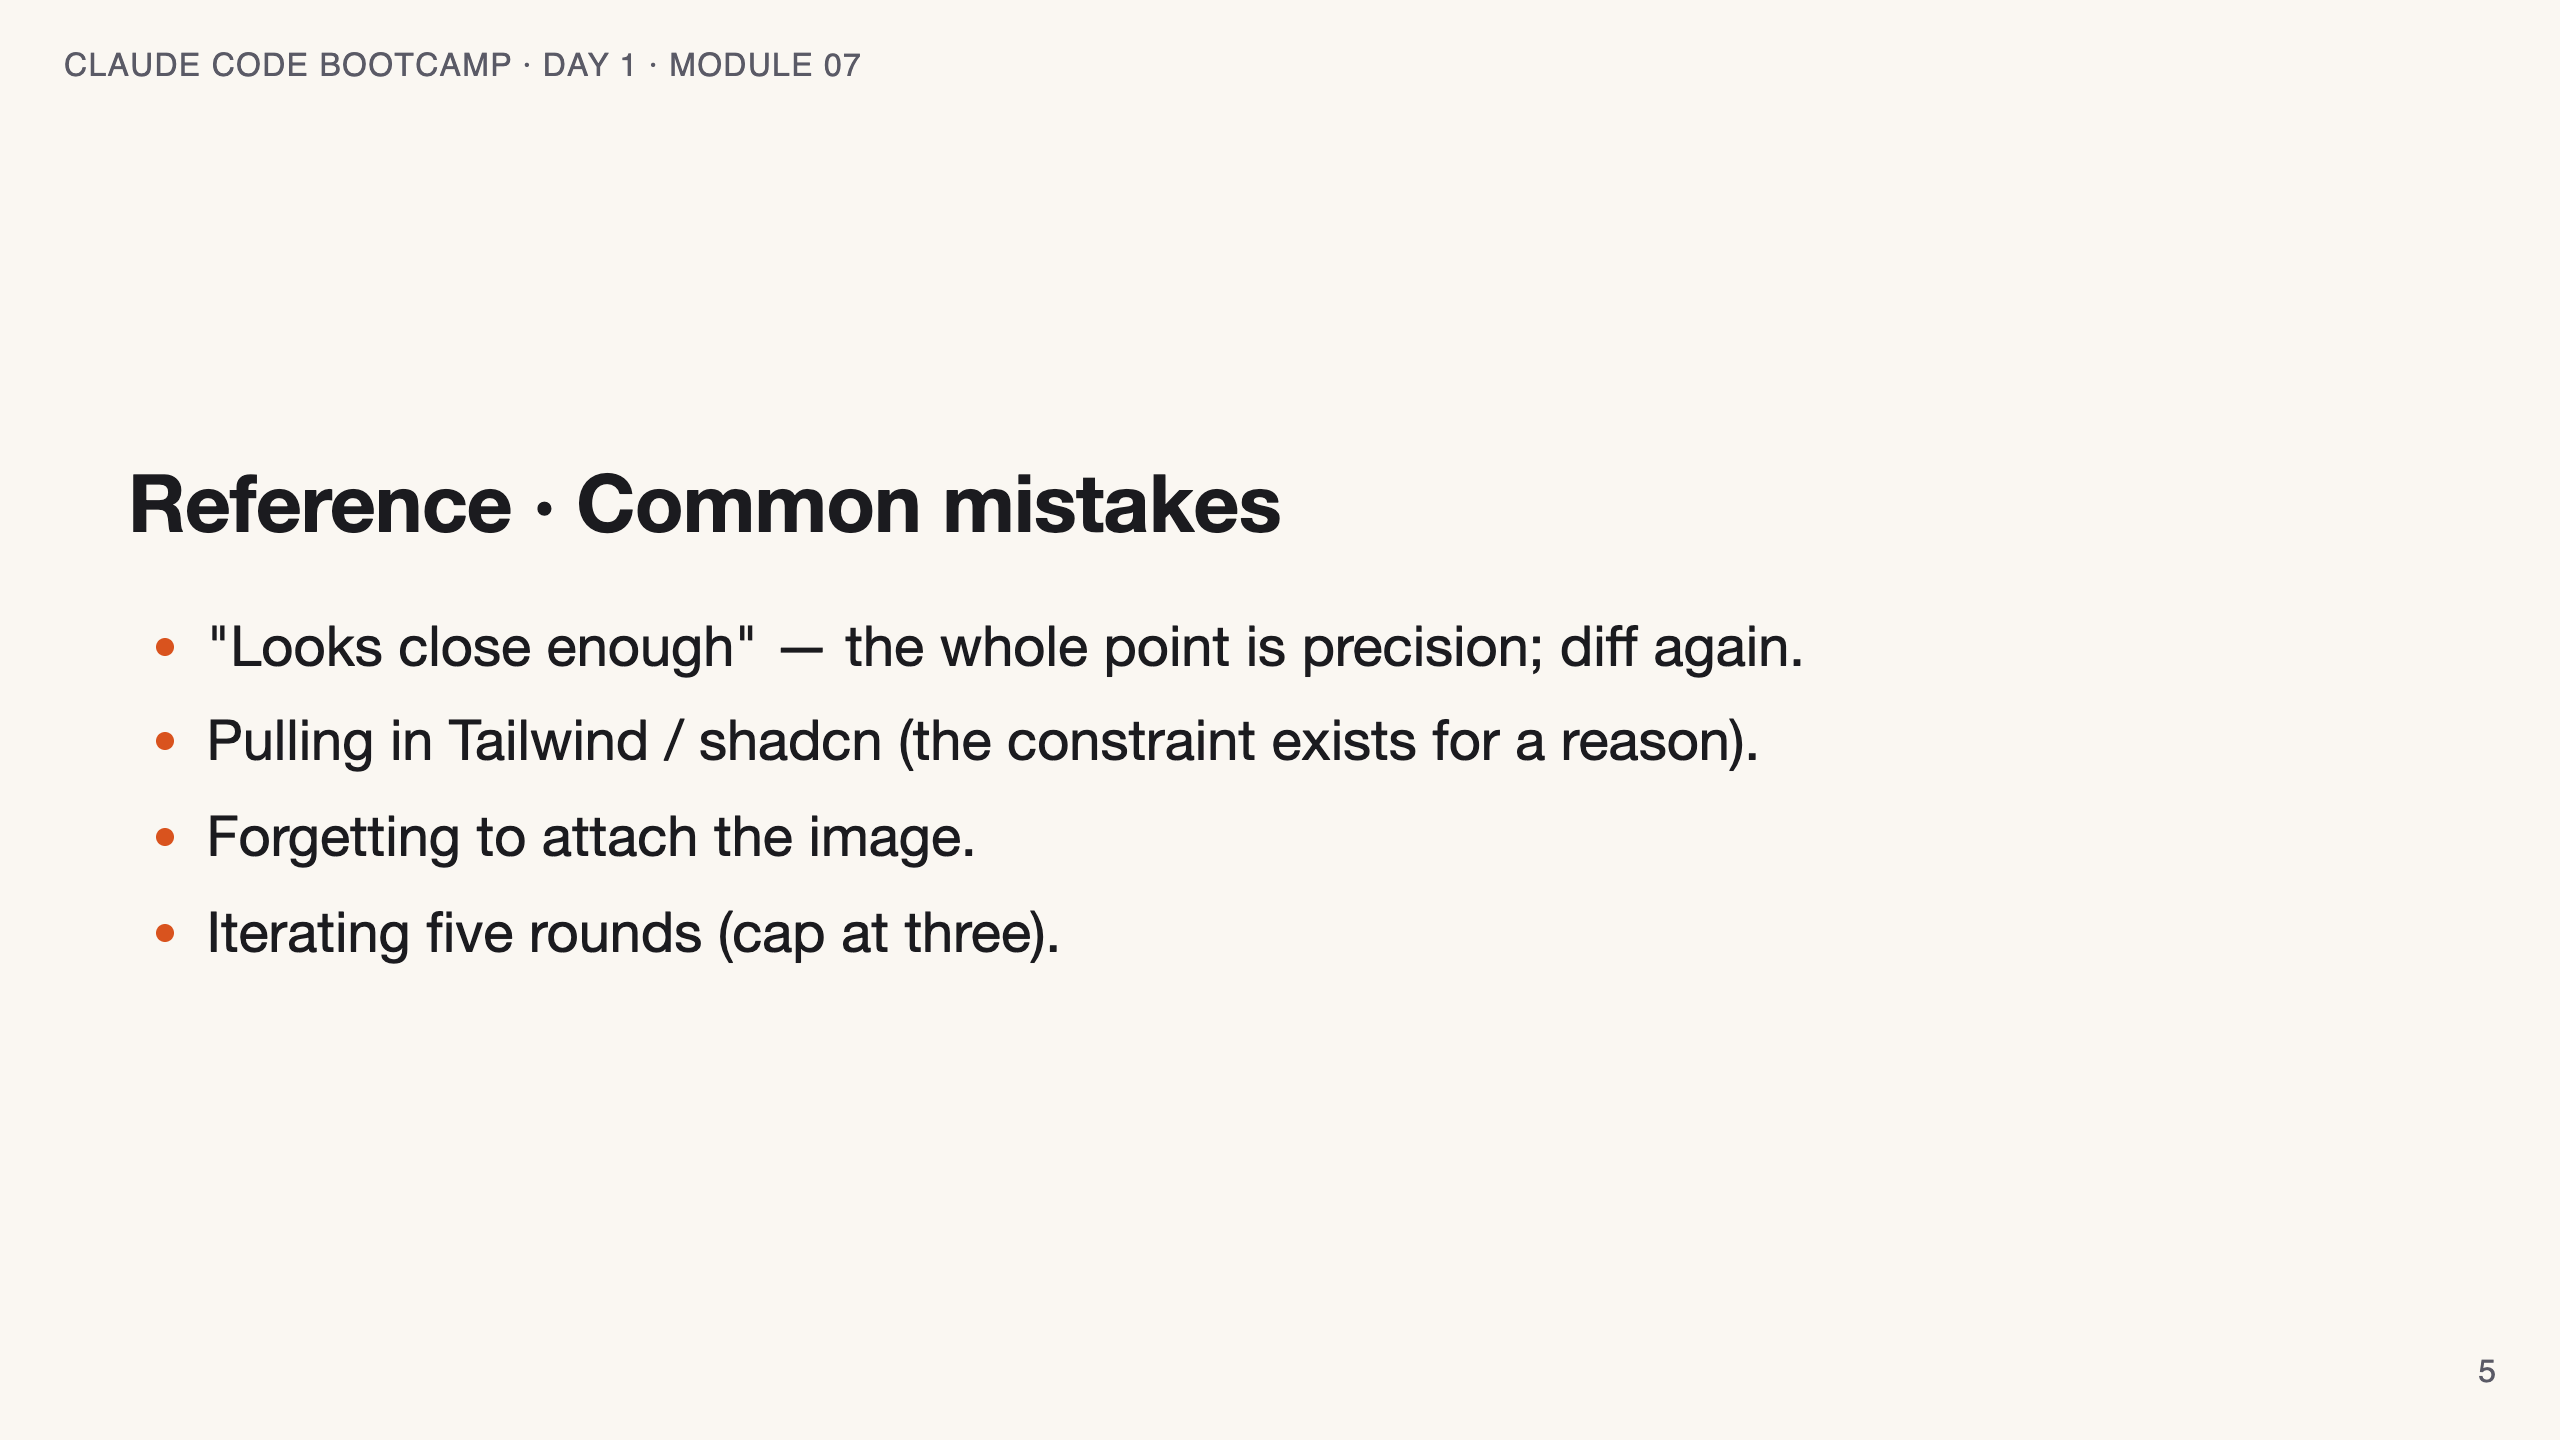 CLAUDE CODE BOOTCAMP · DAY 1 · MODULE 07
Reference · Common mistakes
• "Looks close enough" — the whole point is precision; diff again.
• Pulling in Tailwind / shadcn (the constraint exists for a reason).
• Forgetting to attach the image.
• Iterating five rounds (cap at three).
5